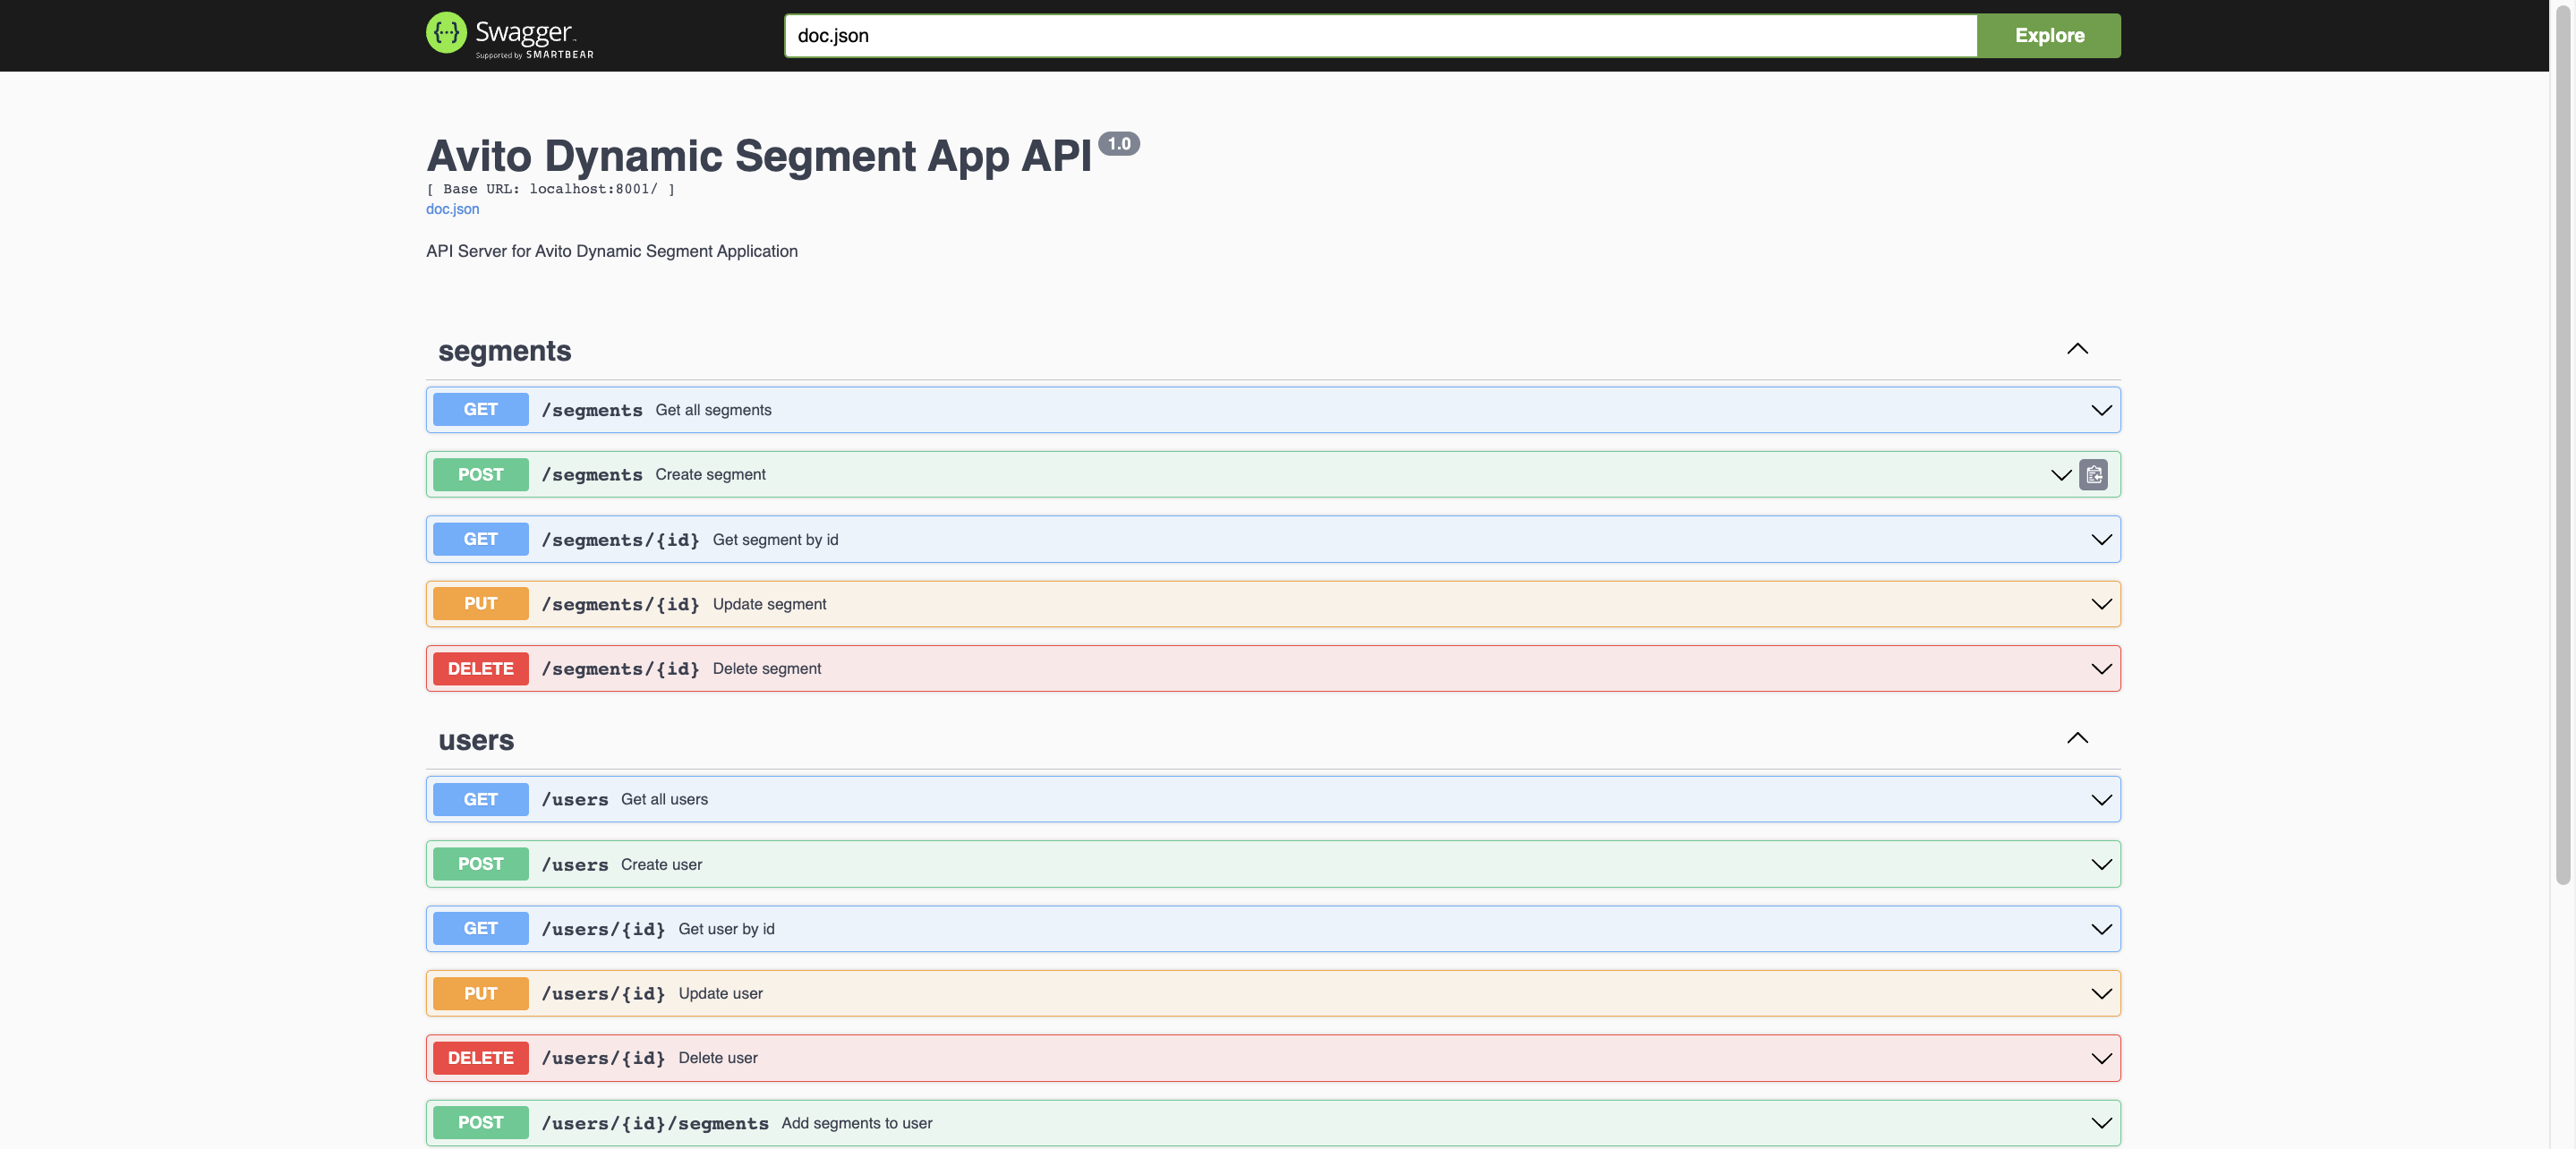 {···} Swagger™
Supported by SMARTBEAR
doc.json
Explore
Avito Dynamic Segment App API 1.0
[ Base URL: localhost:8001/ ]
doc.json
API Server for Avito Dynamic Segment Application
segments
GET /segments Get all segments
POST /segments Create segment
GET /segments/{id} Get segment by id
PUT /segments/{id} Update segment
DELETE /segments/{id} Delete segment
users
GET /users Get all users
POST /users Create user
GET /users/{id} Get user by id
PUT /users/{id} Update user
DELETE /users/{id} Delete user
POST /users/{id}/segments Add segments to user